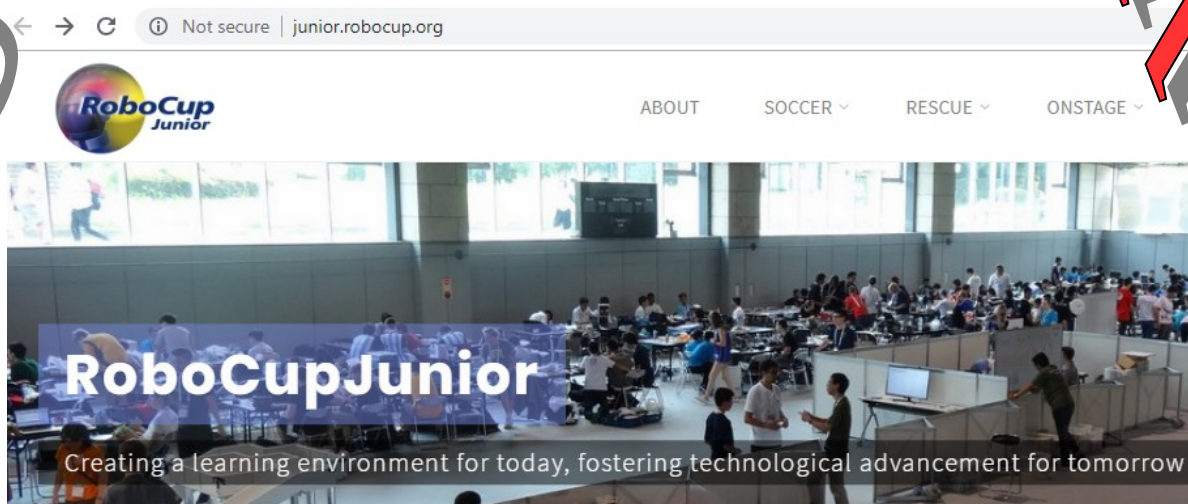 Not secure | junior.robocup.org
RoboCup
Junior
ABOUT SOCCER RESCUE ONSTAGE
RoboCupJunior
Creating a learning environment for today, fostering technological advancement for tomorrow